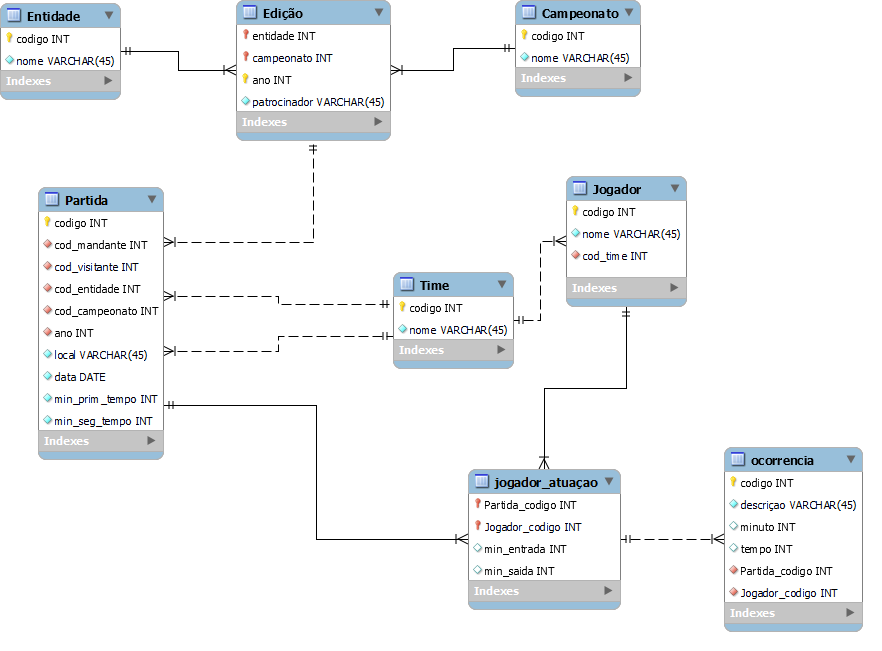 Entidade
codigo INT
nome VARCHAR(45)
Indexes
Edição
entidade INT
campeonato INT
ano INT
patrocinador VARCHAR(45)
Indexes
Campeonato
codigo INT
nome VARCHAR(45)
Indexes
Partida
codigo INT
cod_mandante INT
cod_visitante INT
cod_entidade INT
cod_campeonato INT
ano INT
local VARCHAR(45)
data DATE
min_prim_tempo INT
min_seg_tempo INT
Indexes
Time
codigo INT
nome VARCHAR(45)
Indexes
Jogador
codigo INT
nome VARCHAR(45)
cod_time INT
Indexes
jogador_atuaçao
Partida_codigo INT
Jogador_codigo INT
min_entrada INT
min_saida INT
Indexes
ocorrencia
codigo INT
descriçao VARCHAR(45)
minuto INT
tempo INT
Partida_codigo INT
Jogador_codigo INT
Indexes